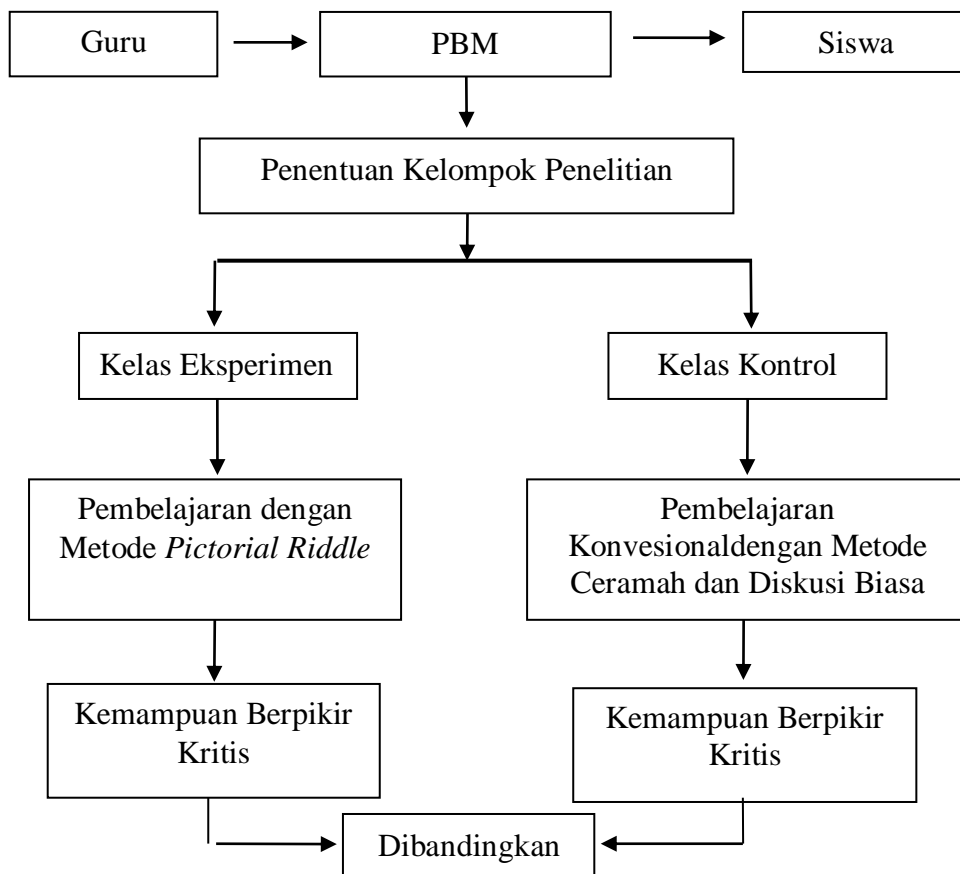 Guru
PBM
Siswa
Penentuan Kelompok Penelitian
Kelas Eksperimen
Kelas Kontrol
Pembelajaran dengan
Metode Pictorial Riddle
Pembelajaran
Konvesionaldengan Metode
Ceramah dan Diskusi Biasa
Kemampuan Berpikir
Kritis
Kemampuan Berpikir
Kritis
Dibandingkan